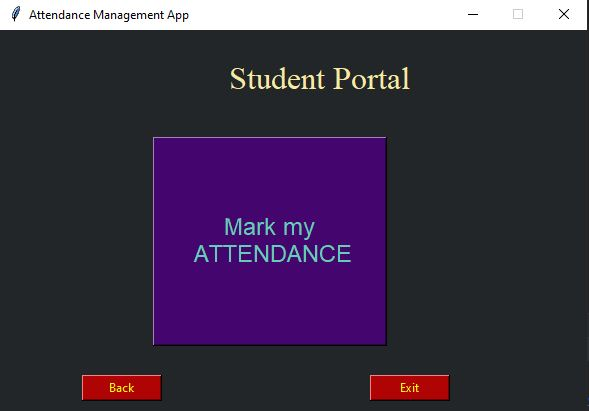 Attendance Management App
Student Portal
Mark my
ATTENDANCE
Back
Exit